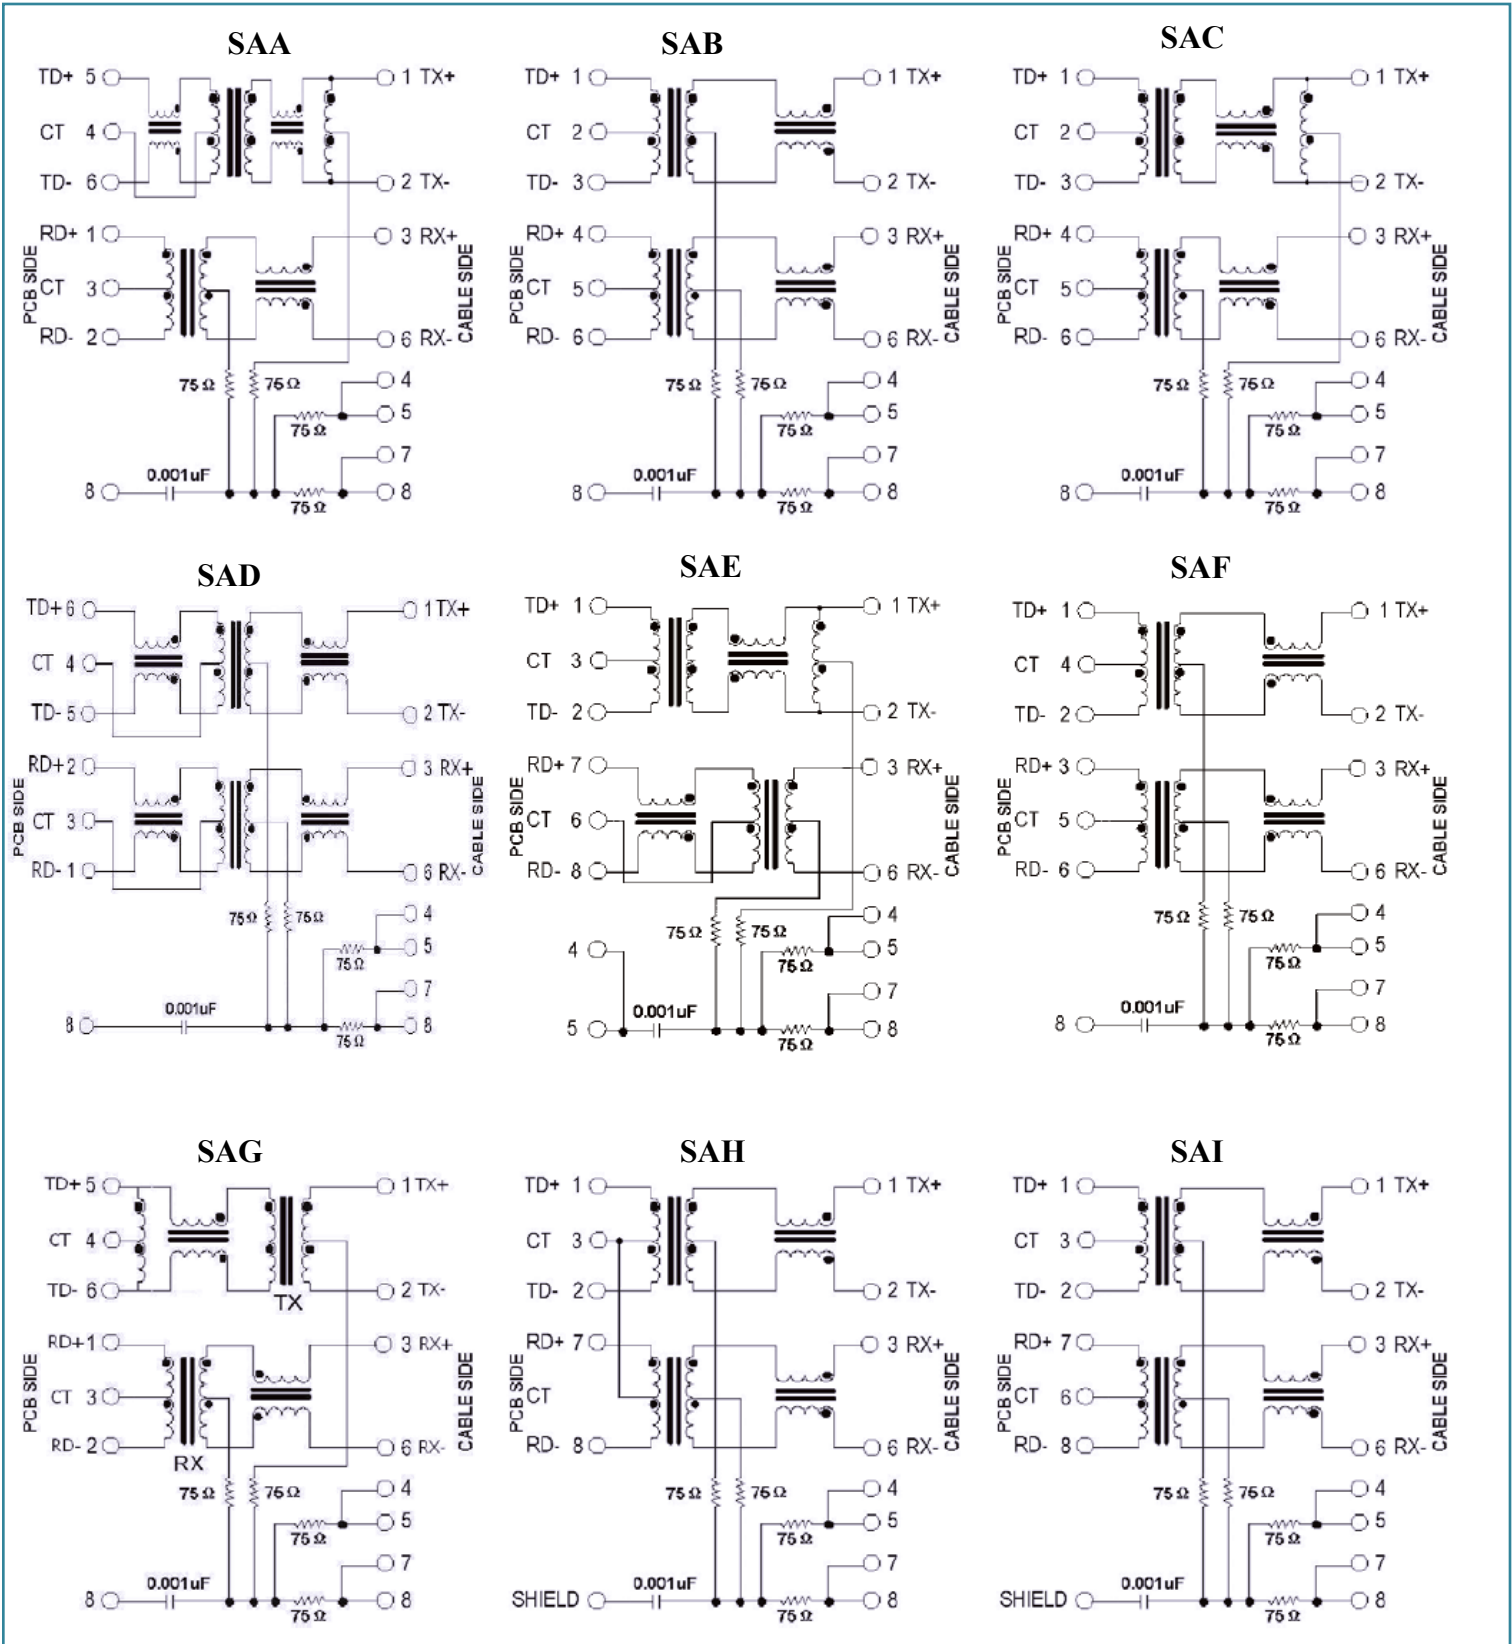 SAA
TD+ 5
1 TX+
CT 4
TD- 6
2 TX-
RD+ 1
3 RX+
PCB SIDE
CT 3
CABLE SIDE
RD- 2
6 RX-
75 Ω
75 Ω
4
5
75 Ω
7
0.001uF
8
8
75 Ω
SAB
TD+ 1
1 TX+
CT 2
TD- 3
2 TX-
RD+ 4
3 RX+
PCB SIDE
CT 5
CABLE SIDE
RD- 6
6 RX-
75 Ω
75 Ω
4
5
75 Ω
7
0.001uF
8
8
75 Ω
SAC
TD+ 1
1 TX+
CT 2
TD- 3
2 TX-
RD+ 4
3 RX+
PCB SIDE
CT 5
CABLE SIDE
RD- 6
6 RX-
75 Ω
75 Ω
4
5
75 Ω
7
0.001uF
8
8
75 Ω
SAD
TD+ 6
1 TX+
CT 4
TD- 5
2 TX-
RD+ 2
3 RX+
PCB SIDE
CT 3
CABLE SIDE
RD- 1
6 RX-
75 Ω
75 Ω
4
5
75 Ω
7
0.001uF
8
8
75 Ω
SAE
TD+ 1
1 TX+
CT 3
TD- 2
2 TX-
RD+ 7
3 RX+
PCB SIDE
CT 6
CABLE SIDE
RD- 8
6 RX-
75 Ω
75 Ω
4
4
5
75 Ω
7
0.001uF
5
8
75 Ω
SAF
TD+ 1
1 TX+
CT 4
TD- 2
2 TX-
RD+ 3
3 RX+
PCB SIDE
CT 5
CABLE SIDE
RD- 6
6 RX-
75 Ω
75 Ω
4
5
75 Ω
7
0.001uF
8
8
75 Ω
SAG
TD+ 5
1 TX+
CT 4
TD- 6
2 TX-
TX
RD+ 1
3 RX+
PCB SIDE
CT 3
CABLE SIDE
RD- 2
6 RX-
RX
75 Ω
75 Ω
4
5
75 Ω
7
0.001uF
8
8
75 Ω
SAH
TD+ 1
1 TX+
CT 3
TD- 2
2 TX-
RD+ 7
3 RX+
PCB SIDE
CT
CABLE SIDE
RD- 8
6 RX-
75 Ω
75 Ω
4
5
75 Ω
7
0.001uF
SHIELD
8
75 Ω
SAI
TD+ 1
1 TX+
CT 3
TD- 2
2 TX-
RD+ 7
3 RX+
PCB SIDE
CT 6
CABLE SIDE
RD- 8
6 RX-
75 Ω
75 Ω
4
5
75 Ω
7
0.001uF
SHIELD
8
75 Ω